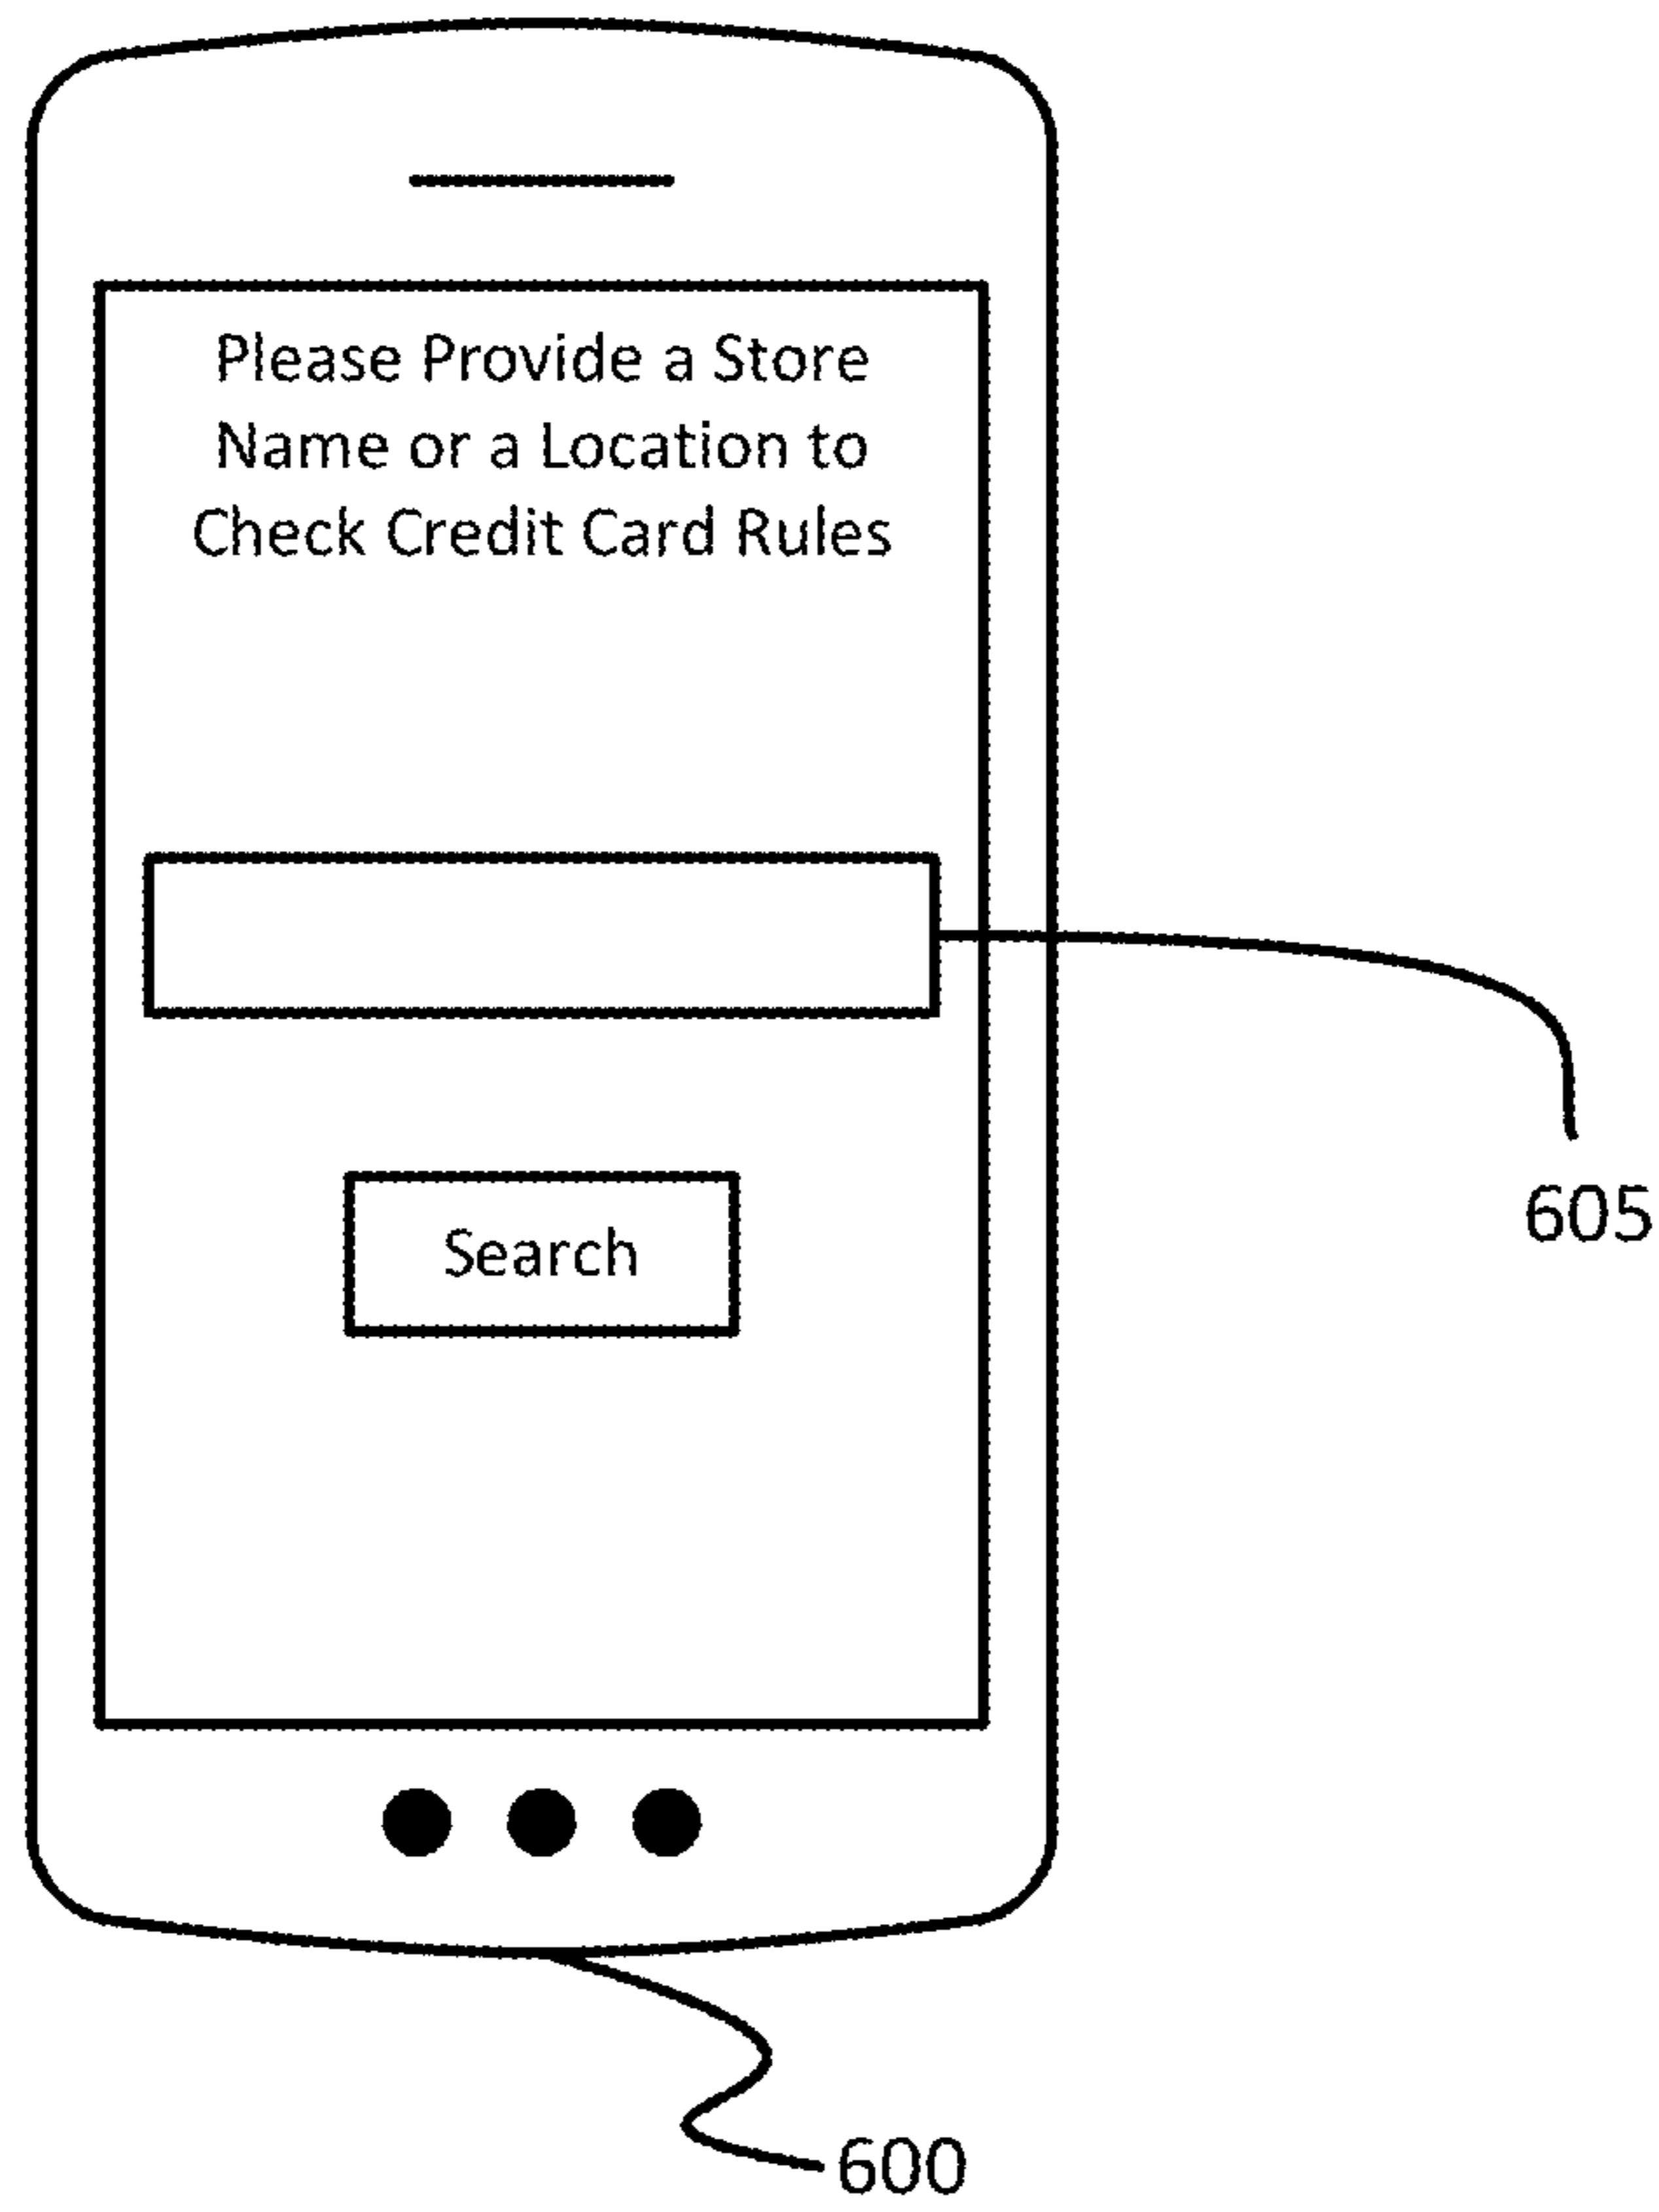 Please Provide a Store
Name or a Location to
Check Credit Card Rules
Search
605
600